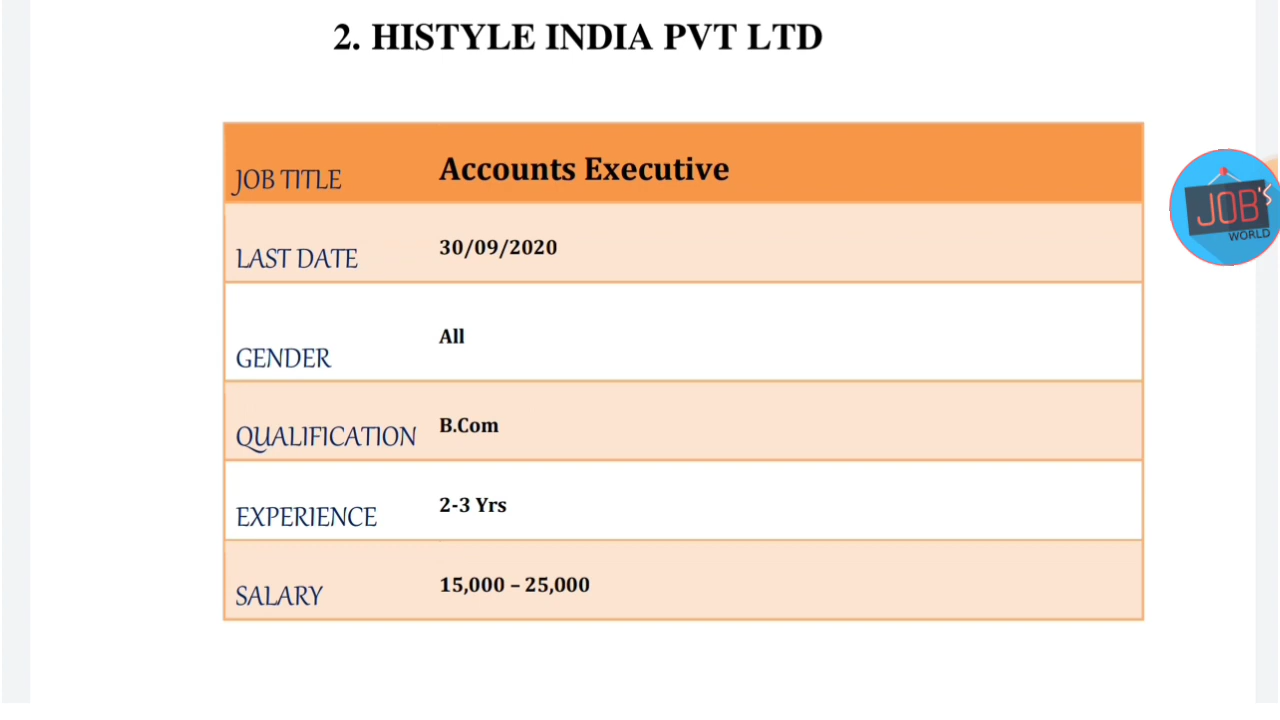 2. HISTYLE INDIA PVT LTD
JOB TITLE Accounts Executive
LAST DATE 30/09/2020
GENDER All
QUALIFICATION B.Com
EXPERIENCE 2-3 Yrs
SALARY 15,000 – 25,000
JOB'S
WORLD